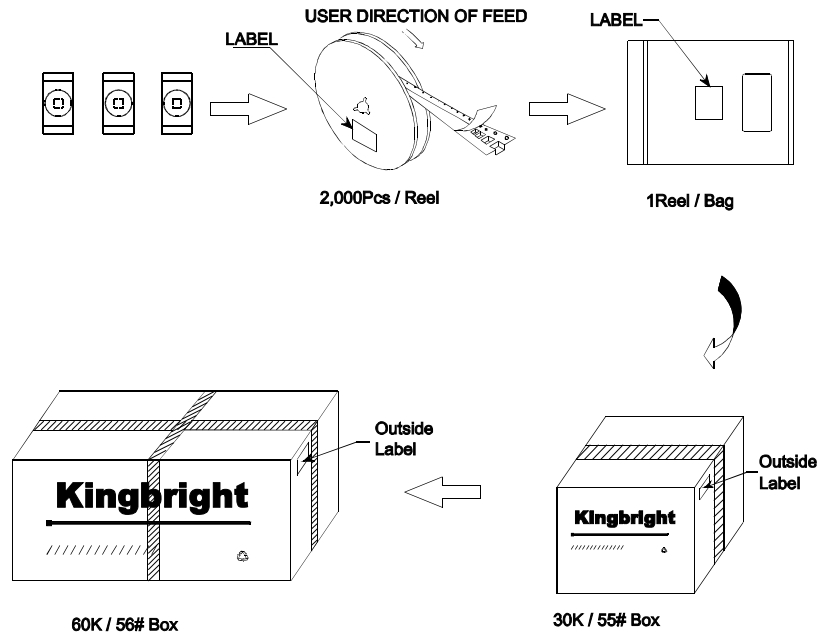 USER DIRECTION OF FEED
LABEL
LABEL
2,000Pcs / Reel
1Reel / Bag
Outside
Label
Outside
Label
Kingbright
Kingbright
60K / 56# Box
30K / 55# Box